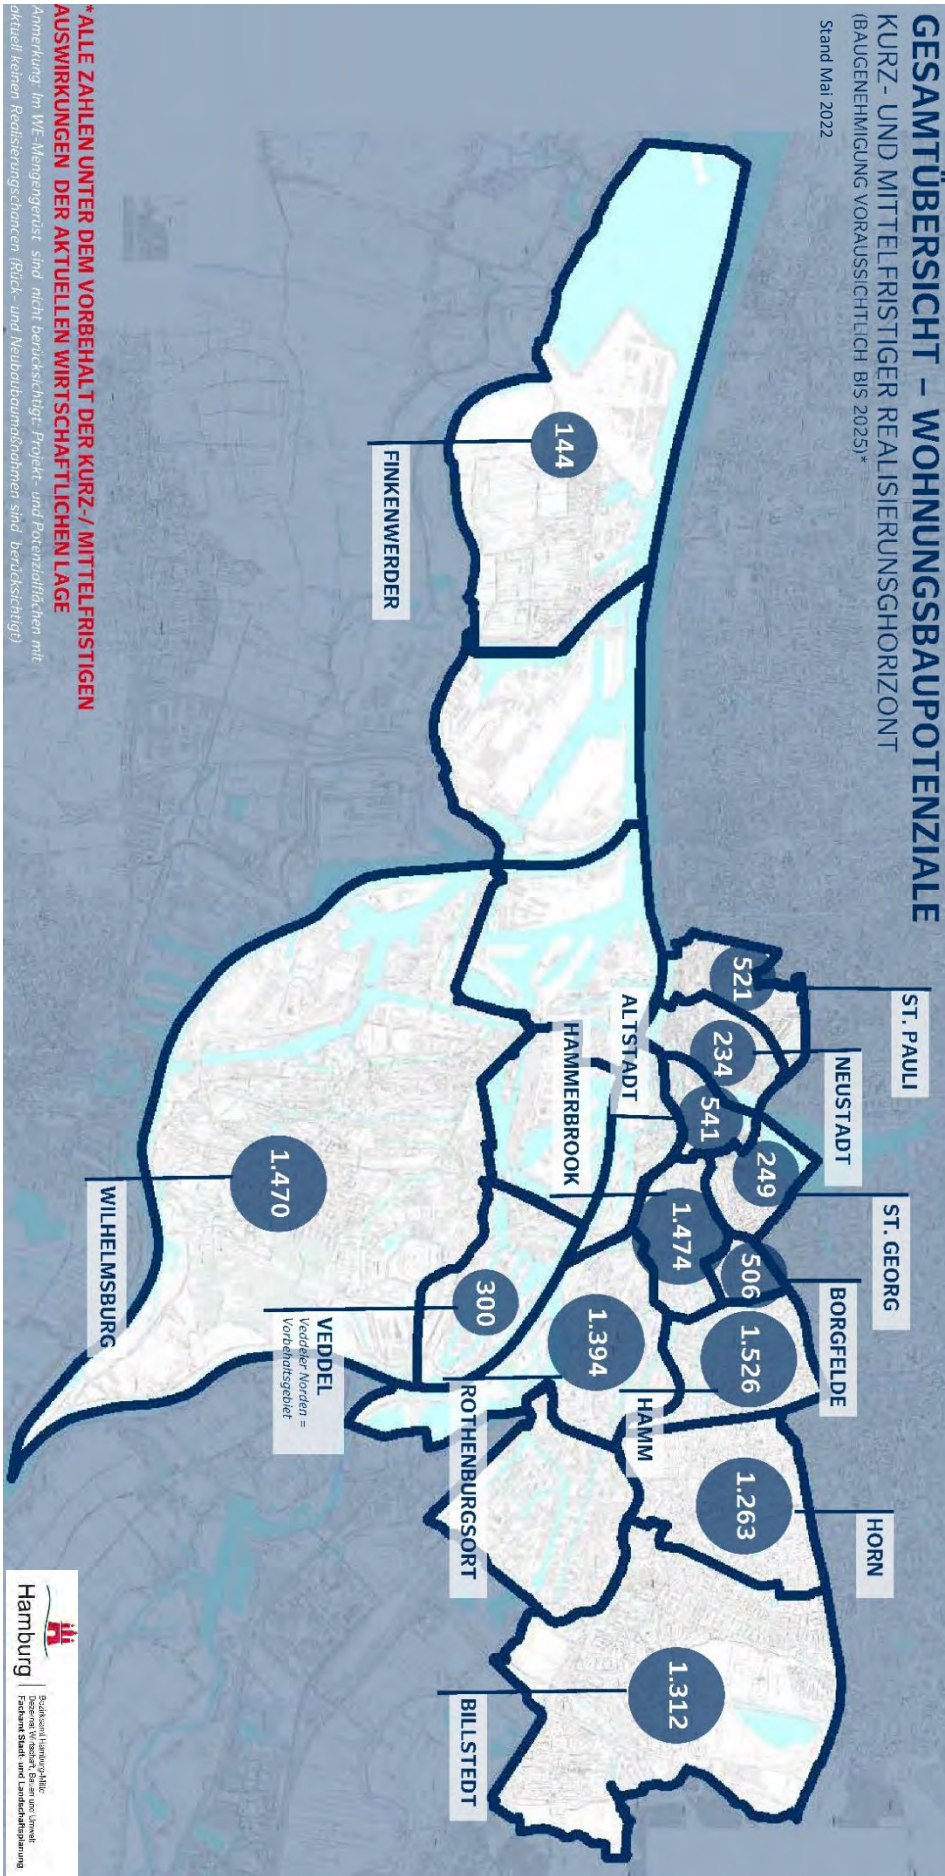 GESAMTÜBERSICHT – WOHNUNGSBAUPOTENZIALE
KURZ- UND MITTELFRISTIGER REALISIERUNSGHORIZONT
(BAUGENEHMIGUNG VORAUSSICHTLICH BIS 2025)*
Stand Mai 2022
ST. PAULI
521
NEUSTADT
234
ALTSTADT
541
ST. GEORG
249
HAMMERBROOK
1.474
BORGFELDE
506
HAMM
1.526
HORN
1.263
BILLSTEDT
1.312
ROTHENBURGSORT
1.394
VEDDEL
Veddeler Norden =
Vorbehaltsgebiet
300
WILHELMSBURG
1.470
FINKENWERDER
144
*ALLE ZAHLEN UNTER DEM VORBEHALT DER KURZ-/ MITTELFRISTIGEN
AUSWIRKUNGEN DER AKTUELLEN WIRTSCHAFTLICHEN LAGE
Anmerkung: Im WE-Mengengerüst sind nicht berücksichtigt: Projekt- und Potenzialflächen mit
aktuell keinen Realisierungschancen (Rück- und Neubaumaßnahmen sind berücksichtigt)
Hamburg
Bezirksamt Hamburg-Mitte
Dezernat Wirtschaft, Bauen und Umwelt
Fachamt Stadt- und Landschaftsplanung